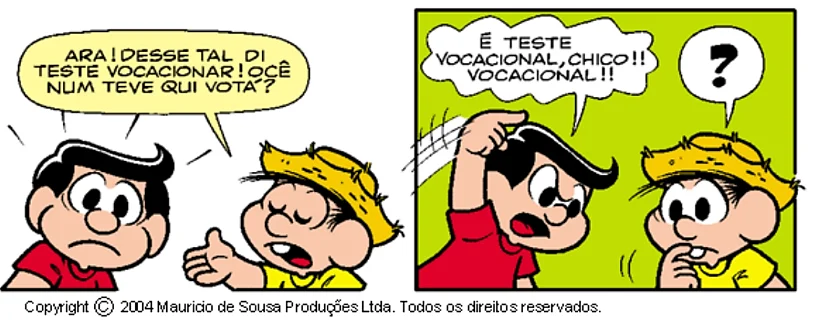 ARA! DESSE TAL DI
TESTE VOCACIONAR! OCÊ
NUM TEVE QUI VOTÁ?
É TESTE
VOCACIONAL, CHICO!!
VOCACIONAL!!
?
Copyright © 2004 Mauricio de Sousa Produções Ltda. Todos os direitos reservados.